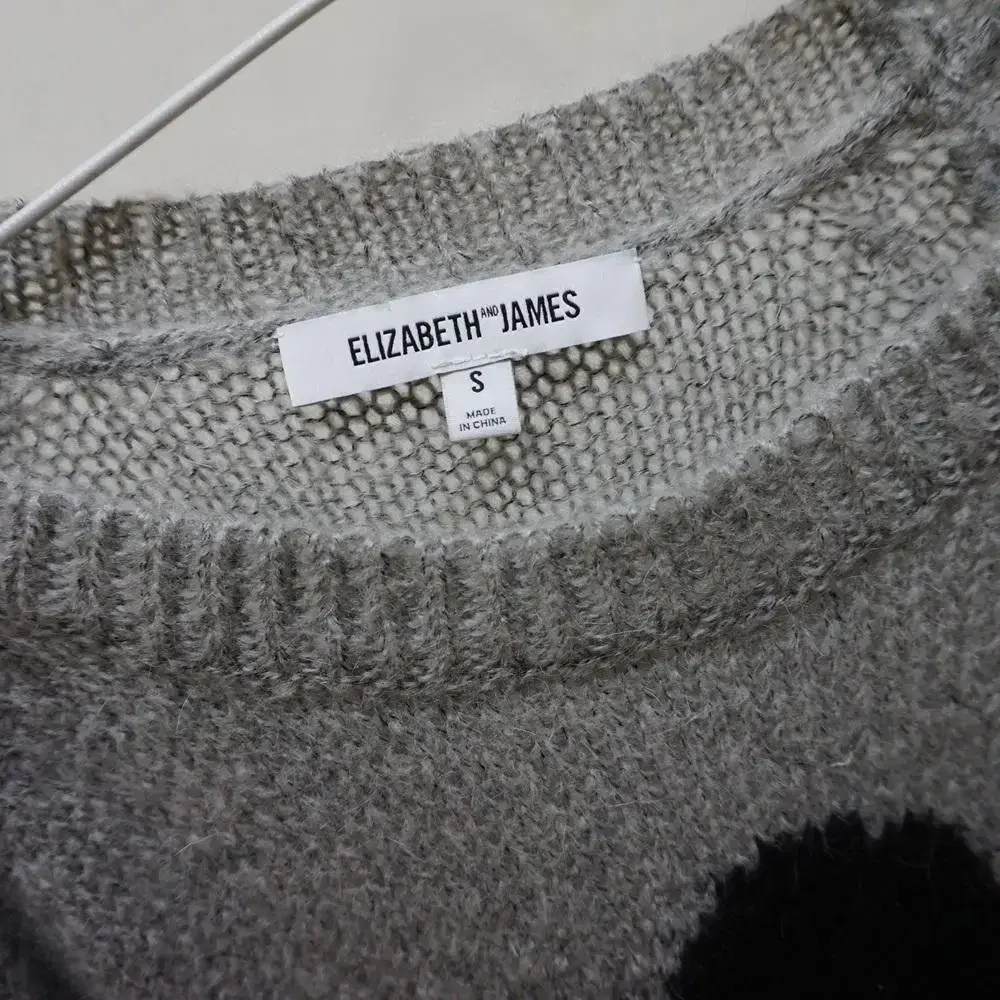 ELIZABETH AND JAMES
S
MADE
IN CHINA